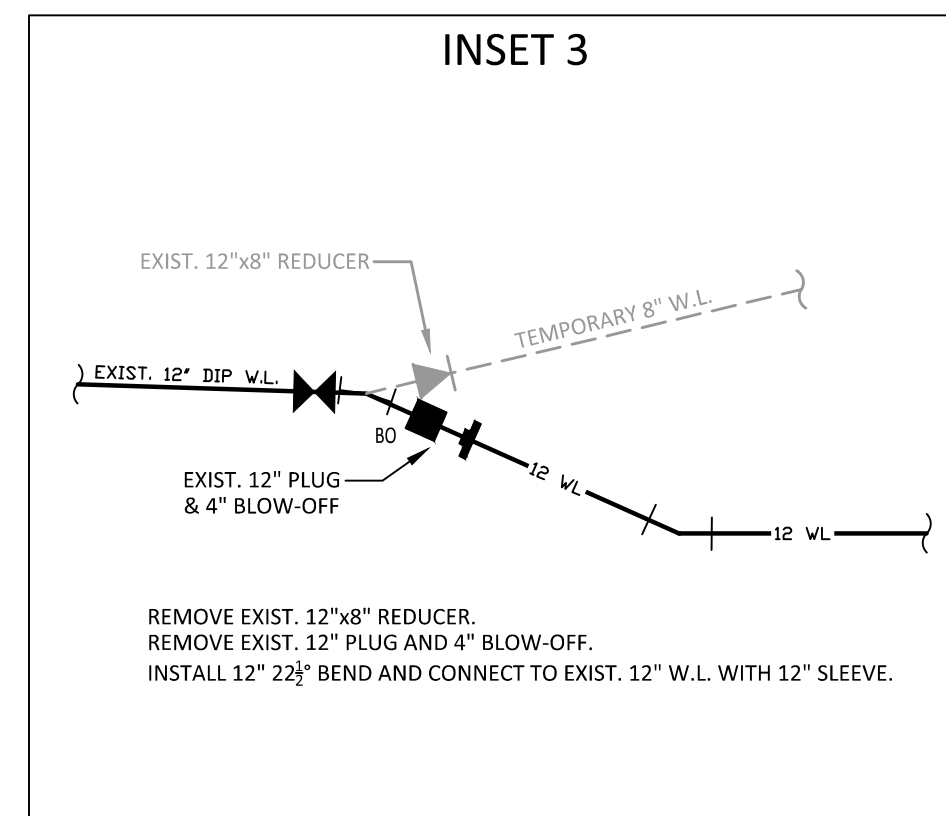 INSET 3
EXIST. 12"x8" REDUCER
TEMPORARY 8" W.L.
EXIST. 12" DIP W.L.
BO
EXIST. 12" PLUG
& 4" BLOW-OFF
12 WL
12 WL
REMOVE EXIST. 12"x8" REDUCER.
REMOVE EXIST. 12" PLUG AND 4" BLOW-OFF.
INSTALL 12" 22½° BEND AND CONNECT TO EXIST. 12" W.L. WITH 12" SLEEVE.